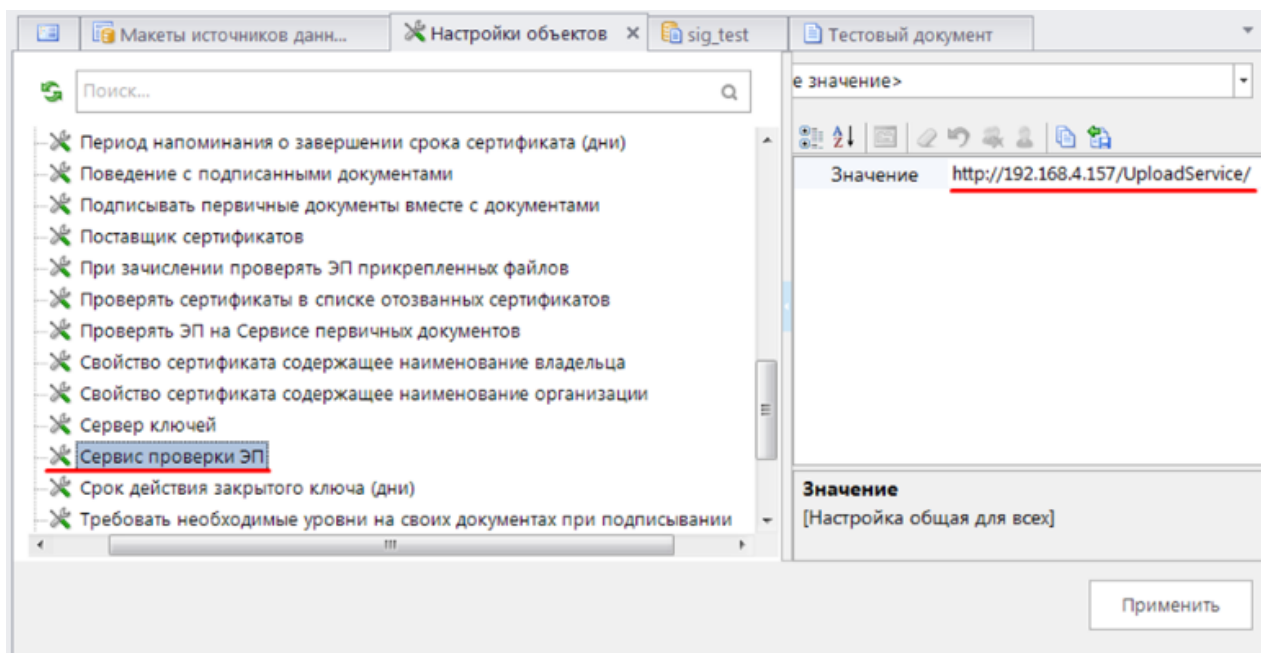 Макеты источников данн...
Настройки объектов
sig_test
Тестовый документ
Поиск...
е значение>
Период напоминания о завершении срока сертификата (дни)
Поведение с подписанными документами
Подписывать первичные документы вместе с документами
Поставщик сертификатов
При зачислении проверять ЭП прикрепленных файлов
Проверять сертификаты в списке отозванных сертификатов
Проверять ЭП на Сервисе первичных документов
Свойство сертификата содержащее наименование владельца
Свойство сертификата содержащее наименование организации
Сервер ключей
Сервис проверки ЭП
Срок действия закрытого ключа (дни)
Требовать необходимые уровни на своих документах при подписывании
Значение http://192.168.4.157/UploadService/
Значение
[Настройка общая для всех]
Применить